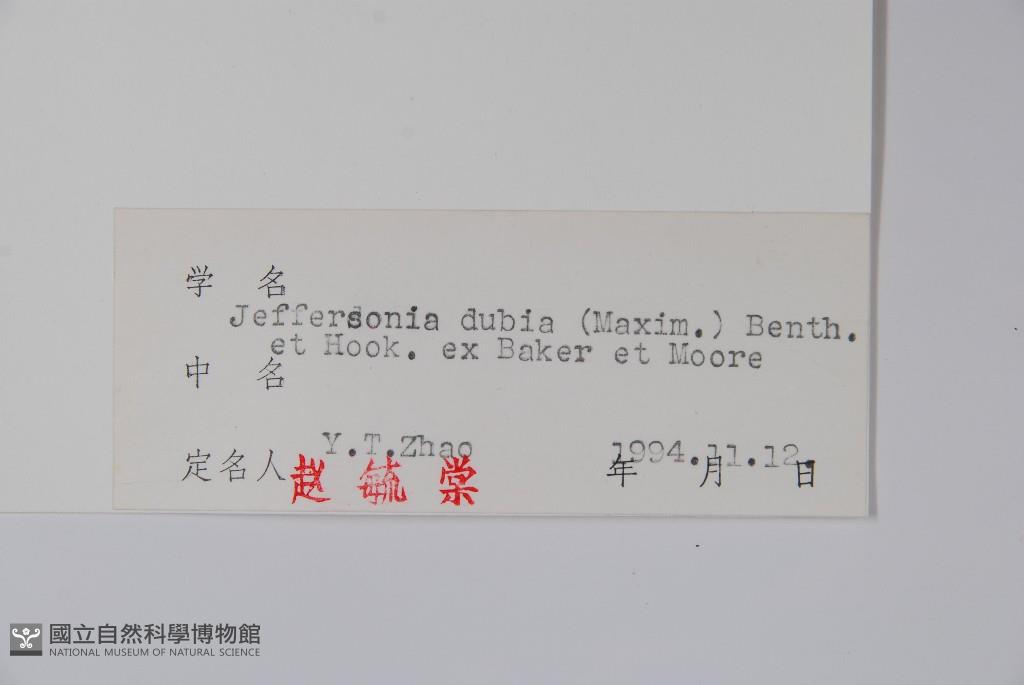 学 名
Jeffersonia dubia (Maxim.) Benth.
et Hook. ex Baker et Moore
中 名
Y.T.Zhao 1994.11.12.
定名人 赵毓棠 年 月 日
國立自然科學博物館
NATIONAL MUSEUM OF NATURAL SCIENCE